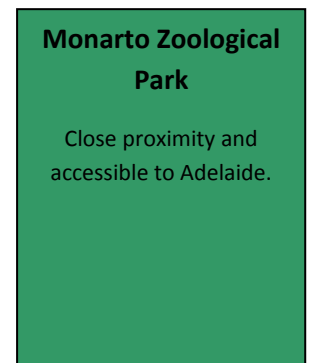 Monarto Zoological
Park
Close proximity and
accessible to Adelaide.